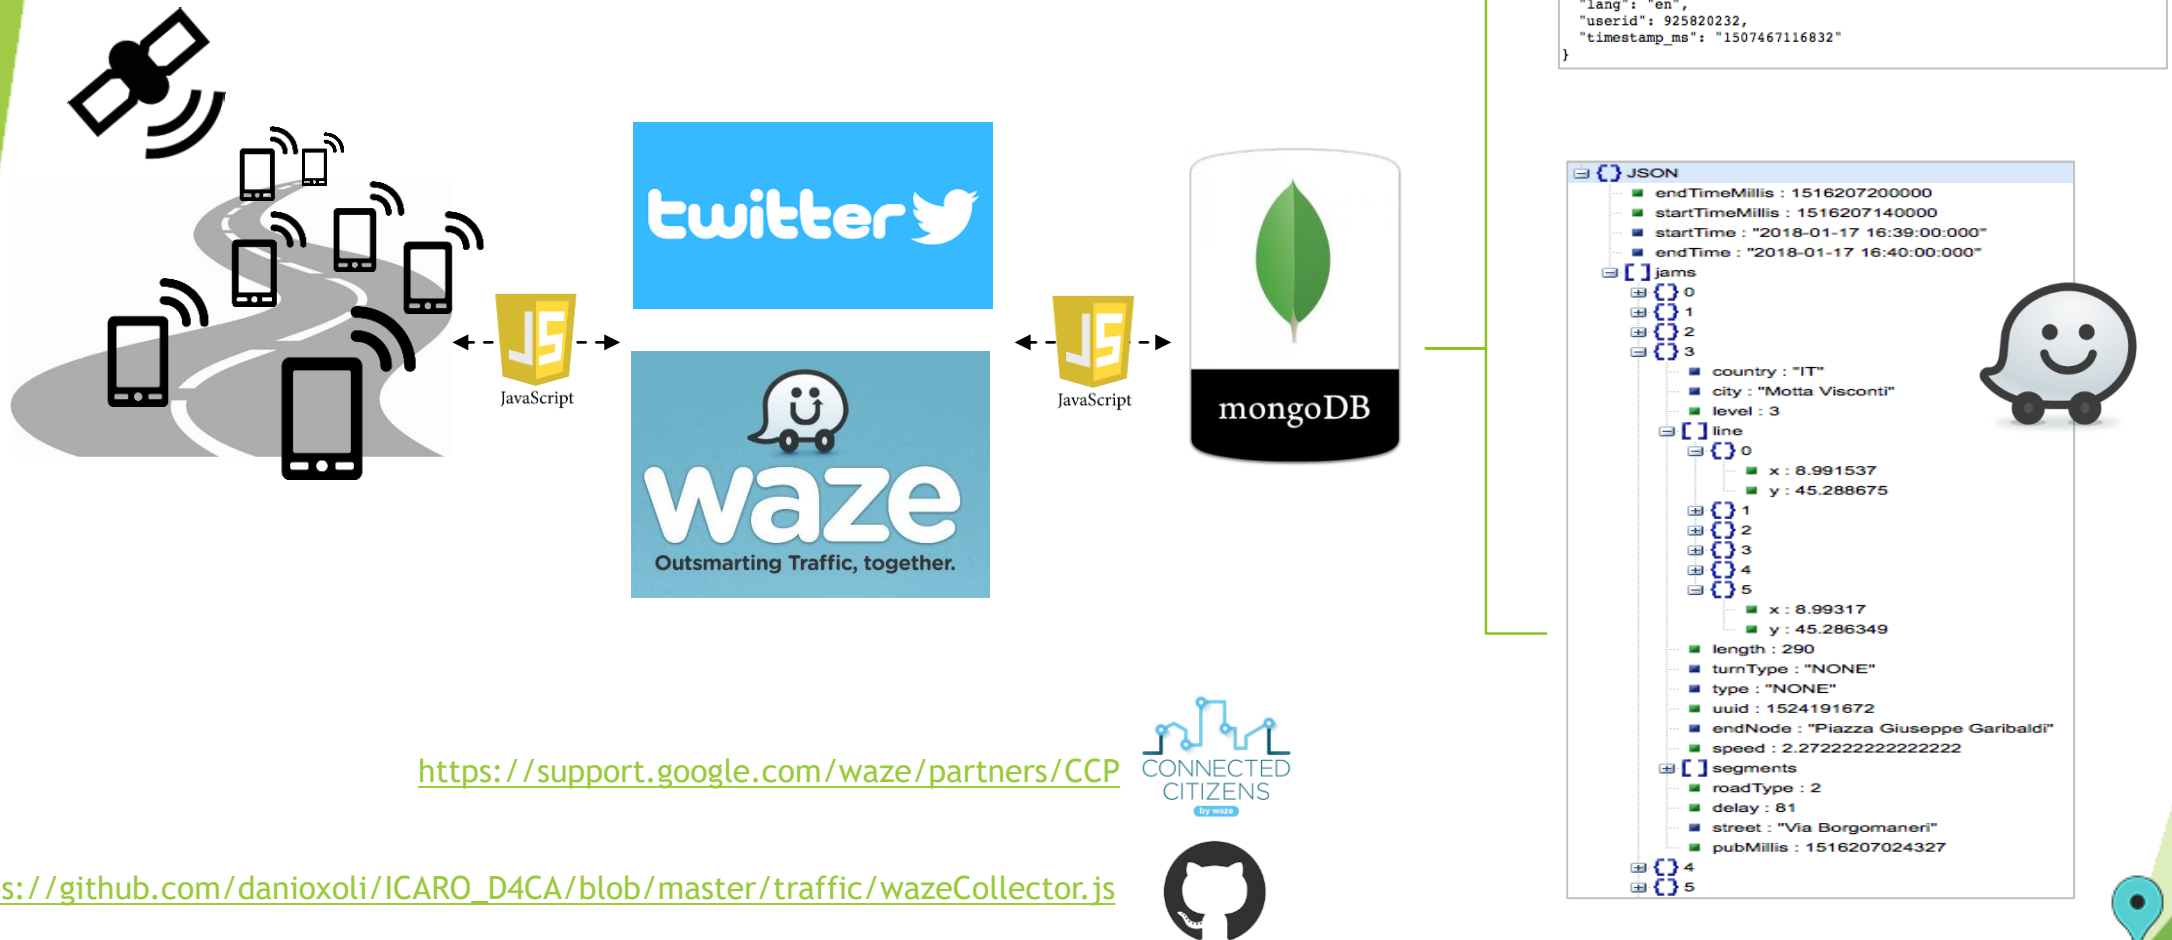 "lang": "en",
"userid": 925820232,
"timestamp_ms": "1507467116832"
}
twitter
JS
JavaScript
waze
Outsmarting Traffic, together.
JS
JavaScript
mongoDB
{} JSON
endTimeMillis : 1516207200000
startTimeMillis : 1516207140000
startTime : "2018-01-17 16:39:00:000"
endTime : "2018-01-17 16:40:00:000"
[] jams
{} 0
{} 1
{} 2
{} 3
country : "IT"
city : "Motta Visconti"
level : 3
[] line
{} 0
x : 8.991537
y : 45.288675
{} 1
{} 2
{} 3
{} 4
{} 5
x : 8.99317
y : 45.286349
length : 290
turnType : "NONE"
type : "NONE"
uuid : 1524191672
endNode : "Piazza Giuseppe Garibaldi"
speed : 2.272222222222222
[] segments
roadType : 2
delay : 81
street : "Via Borgomaneri"
pubMillis : 1516207024327
{} 4
{} 5
https://support.google.com/waze/partners/CCP
CONNECTED
CITIZENS
by waze
s://github.com/danioxoli/ICARO_D4CA/blob/master/traffic/wazeCollector.js